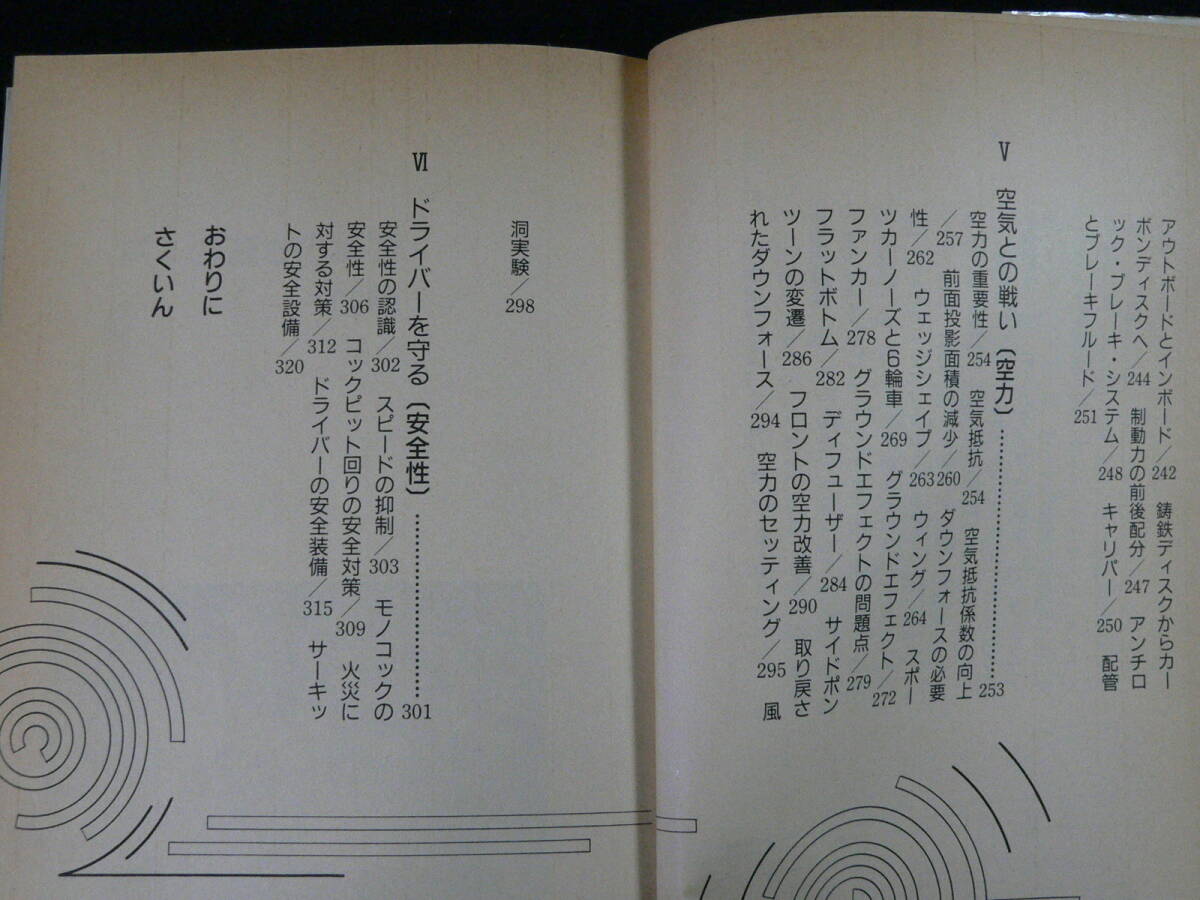 アウトボードとインボード／242　鋳鉄ディスクからカー
ボンディスクへ／244　制動力の前後配分／247　アンチロ
ック・ブレーキ・システム／248　キャリパー／250　配管
とブレーキフルード／251
Ⅴ　空気との戦い〔空力〕……………………253
空力の重要性／254　空気抵抗／254　空気抵抗係数の向上
／257　前面投影面積の減少／260　ダウンフォースの必要
性／262　ウェッジシェイプ／263　ウィング／264　スポー
ツカーノーズと6輪車／269　グラウンドエフェクト／272
ファンカー／278　グラウンドエフェクトの問題点／279
フラットボトム／282　ディフューザー／284　サイドポン
ツーンの変遷／286　フロントの空力改善／290　取り戻さ
れたダウンフォース／294　空力のセッティング／295　風
洞実験／298
Ⅵ　ドライバーを守る〔安全性〕……………………301
安全性の認識／302　スピードの抑制／303　モノコックの
安全性／306　コックピット回りの安全対策／309　火災に
対する対策／312　ドライバーの安全装備／315　サーキッ
トの安全設備／320
おわりに
さくいん